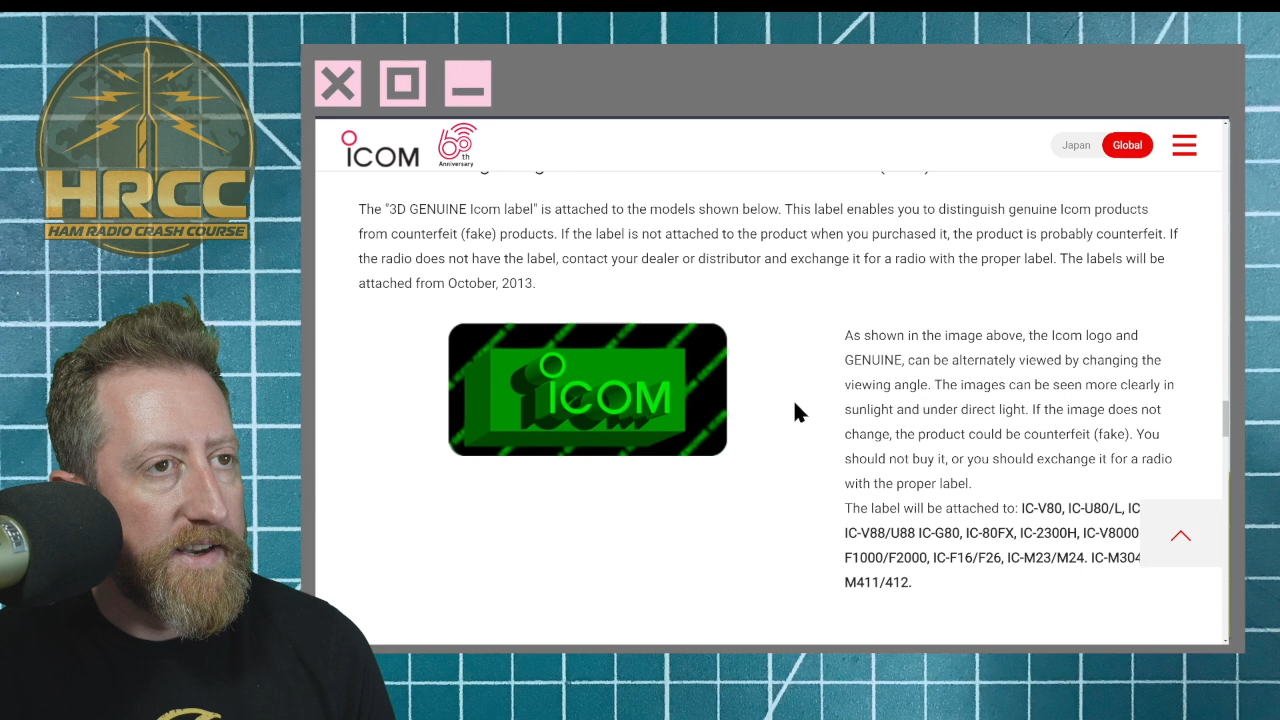 HRCC
HAM RADIO CRASH COURSE
ICOM
60
th
Anniversary
Japan
Global
The "3D GENUINE Icom label" is attached to the models shown below. This label enables you to distinguish genuine Icom products
from counterfeit (fake) products. If the label is not attached to the product when you purchased it, the product is probably counterfeit. If
the radio does not have the label, contact your dealer or distributor and exchange it for a radio with the proper label. The labels will be
attached from October, 2013.
ICOM
As shown in the image above, the Icom logo and
GENUINE, can be alternately viewed by changing the
viewing angle. The images can be seen more clearly in
sunlight and under direct light. If the image does not
change, the product could be counterfeit (fake). You
should not buy it, or you should exchange it for a radio
with the proper label.
The label will be attached to: IC-V80, IC-U80/L, IC
IC-V88/U88 IC-G80, IC-80FX, IC-2300H, IC-V8000
F1000/F2000, IC-F16/F26, IC-M23/M24. IC-M304
M411/412.